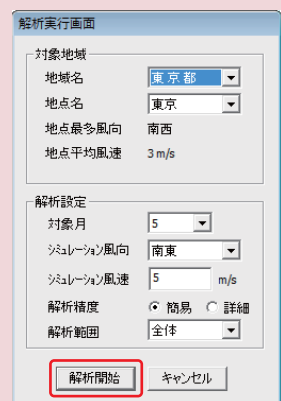 解析実行画面
対象地域
地域名 東京都
地点名 東京
地点最多風向 南西
地点平均風速 3 m/s
解析設定
対象月 5
ｼﾐｭﾚｰｼｮﾝ風向 南東
ｼﾐｭﾚｰｼｮﾝ風速 5 m/s
解析精度 簡易 詳細
解析範囲 全体
解析開始 キャンセル